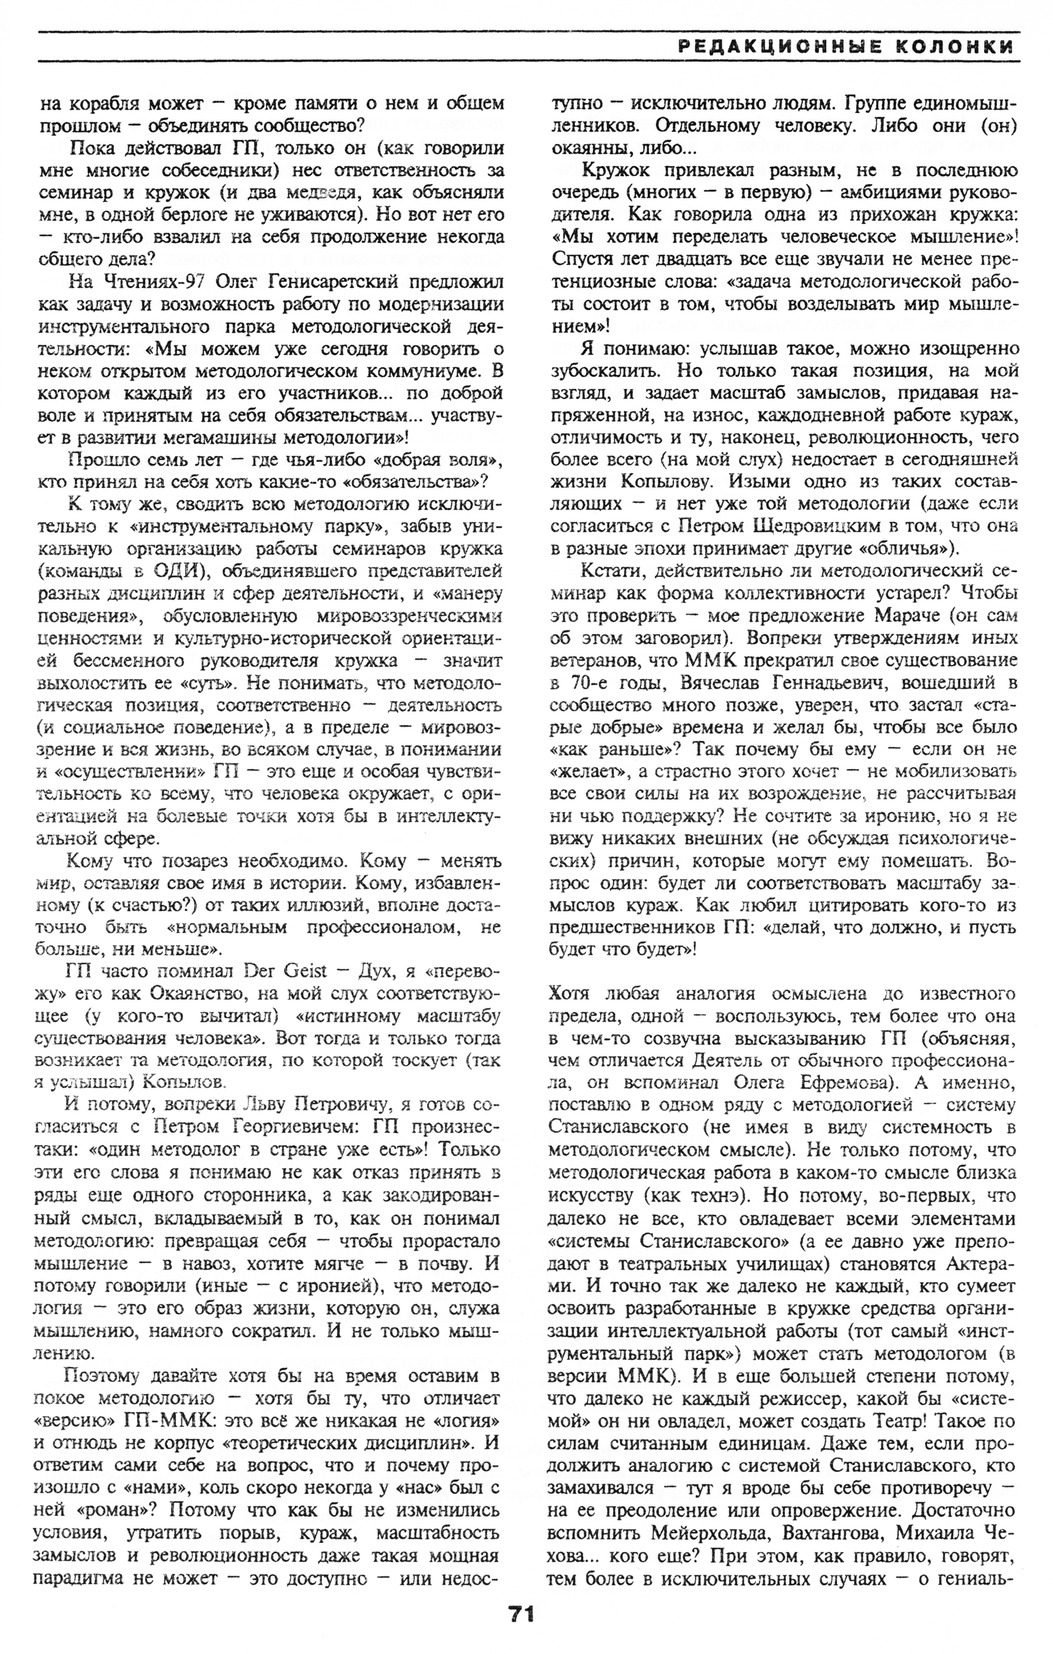 РЕДАКЦИОННЫЕ КОЛОНКИ
на корабля может — кроме памяти о нем и общем
прошлом — объединять сообщество?
Пока действовал ГП, только он (как говорили
мне многие собеседники) нес ответственность за
семинар и кружок (и два медведя, как объясняли
мне, в одной берлоге не уживаются). Но вот нет его
— кто-либо взвалил на себя продолжение некогда
общего дела?
На Чтениях-97 Олег Генисаретский предложил
как задачу и возможность работу по модернизации
инструментального парка методологической дея-
тельности: «Мы можем уже сегодня говорить о
неком открытом методологическом коммуниуме. В
котором каждый из его участников... по доброй
воле и принятым на себя обязательствам... участву-
ет в развитии мегамашины методологии»!
Прошло семь лет — где чья-либо «добрая воля»,
кто принял на себя хоть какие-то «обязательства»?
К тому же, сводить всю методологию исключи-
тельно к «инструментальному парку», забыв уни-
кальную организацию работы семинаров кружка
(команды в ОДИ), объединявшего представителей
разных дисциплин и сфер деятельности, и «манеру
поведения», обусловленную мировоззренческими
ценностями и культурно-исторической ориентаци-
ей бессменного руководителя кружка — значит
выхолостить ее «суть». Не понимать, что методоло-
гическая позиция, соответственно — деятельность
(и социальное поведение), а в пределе — мировоз-
зрение и вся жизнь, во всяком случае, в понимании
и «осуществлении» ГП — это еще и особая чувстви-
тельность ко всему, что человека окружает, с ори-
ентацией на болевые точки хотя бы в интеллекту-
альной сфере.
Кому что позарез необходимо. Кому — менять
мир, оставляя свое имя в истории. Кому, избавлен-
ному (к счастью?) от таких иллюзий, вполне доста-
точно быть «нормальным профессионалом, не
больше, ни меньше».
ГП часто поминал Der Geist — Дух, я «перево-
жу» его как Окаянство, на мой слух соответствую-
щее (у кого-то вычитал) «истинному масштабу
существования человека». Вот тогда и только тогда
возникает та методология, по которой тоскует (так
я услышал) Копылов.
И потому, вопреки Льву Петровичу, я готов со-
гласиться с Петром Георгиевичем: ГП произнес-
таки: «один методолог в стране уже есть»! Только
эти его слова я понимаю не как отказ принять в
ряды еще одного сторонника, а как закодирован-
ный смысл, вкладываемый в то, как он понимал
методологию: превращая себя — чтобы прорастало
мышление — в навоз, хотите мягче — в почву. И
потому говорили (иные — с иронией), что методо-
логия — это его образ жизни, которую он, служа
мышлению, намного сократил. И не только мыш-
лению.
Поэтому давайте хотя бы на время оставим в
покое методологию — хотя бы ту, что отличает
«версию» ГП-ММК: это всё же никакая не «логия»
и отнюдь не корпус «теоретических дисциплин». И
ответим сами себе на вопрос, что и почему про-
изошло с «нами», коль скоро некогда у «нас» был с
ней «роман»? Потому что как бы не изменились
условия, утратить порыв, кураж, масштабность
замыслов и революционность даже такая мощная
парадигма не может — это доступно — или недос-
тупно — исключительно людям. Группе единомыш-
ленников. Отдельному человеку. Либо они (он)
окаянны, либо...
Кружок привлекал разным, не в последнюю
очередь (многих — в первую) — амбициями руково-
дителя. Как говорила одна из прихожан кружка:
«Мы хотим переделать человеческое мышление»!
Спустя лет двадцать все еще звучали не менее пре-
тенциозные слова: «задача методологической рабо-
ты состоит в том, чтобы возделывать мир мышле-
нием»!
Я понимаю: услышав такое, можно изощренно
зубоскалить. Но только такая позиция, на мой
взгляд, и задает масштаб замыслов, придавая на-
пряженной, на износ, каждодневной работе кураж,
отличимость и ту, наконец, революционность, чего
более всего (на мой слух) недостает в сегодняшней
жизни Копылову. Изыми одно из таких состав-
ляющих — и нет уже той методологии (даже если
согласиться с Петром Щедровицким в том, что она
в разные эпохи принимает другие «обличья»).
Кстати, действительно ли методологический се-
минар как форма коллективности устарел? Чтобы
это проверить — мое предложение Мараче (он сам
об этом заговорил). Вопреки утверждениям иных
ветеранов, что ММК прекратил свое существование
в 70-е годы, Вячеслав Геннадьевич, вошедший в
сообщество много позже, уверен, что застал «ста-
рые добрые» времена и желал бы, чтобы все было
«как раньше»? Так почему бы ему — если он не
«желает», а страстно этого хочет — не мобилизовать
все свои силы на их возрождение, не рассчитывая
ни чью поддержку? Не сочтите за иронию, но я не
вижу никаких внешних (не обсуждая психологиче-
ских) причин, которые могут ему помешать. Во-
прос один: будет ли соответствовать масштабу за-
мыслов кураж. Как любил цитировать кого-то из
предшественников ГП: «делай, что должно, и пусть
будет что будет»!
Хотя любая аналогия осмыслена до известного
предела, одной — воспользуюсь, тем более что она
в чем-то созвучна высказыванию ГП (объясняя,
чем отличается Деятель от обычного профессиона-
ла, он вспоминал Олега Ефремова). А именно,
поставлю в одном ряду с методологией — систему
Станиславского (не имея в виду системность в
методологическом смысле). Не только потому, что
методологическая работа в каком-то смысле близка
искусству (как технэ). Но потому, во-первых, что
далеко не все, кто овладевает всеми элементами
«системы Станиславского» (а ее давно уже препо-
дают в театральных училищах) становятся Актера-
ми. И точно так же далеко не каждый, кто сумеет
освоить разработанные в кружке средства органи-
зации интеллектуальной работы (тот самый «инст-
рументальный парк») может стать методологом (в
версии ММК). И в еще большей степени потому,
что далеко не каждый режиссер, какой бы «систе-
мой» он ни овладел, может создать Театр! Такое по
силам считанным единицам. Даже тем, если про-
должить аналогию с системой Станиславского, кто
замахивался — тут я вроде бы себе противоречу —
на ее преодоление или опровержение. Достаточно
вспомнить Мейерхольда, Вахтангова, Михаила Че-
хова... кого еще? При этом, как правило, говорят,
тем более в исключительных случаях — о гениаль-
71